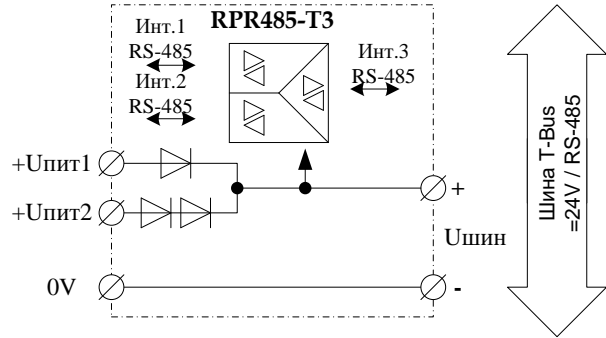 RPR485-T3
Инт.1
RS-485
Инт.2
RS-485
Инт.3
RS-485
+Uпит1
+Uпит2
0V
+
Uшин
-
Шина T-Bus
=24V / RS-485